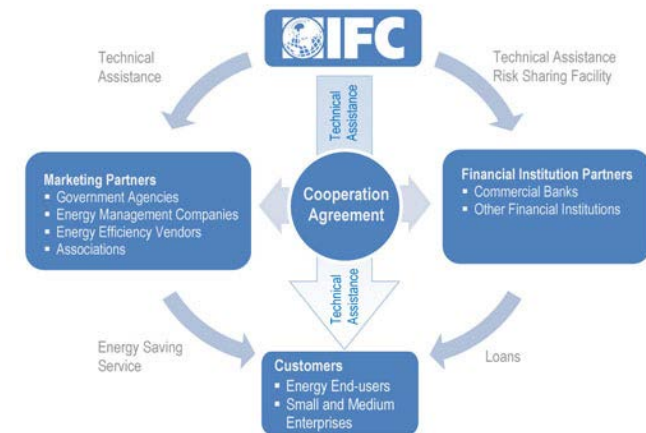 IFC
Technical
Assistance
Technical Assistance
Risk Sharing Facility
Technical
Assistance
Marketing Partners
▪ Government Agencies
▪ Energy Management Companies
▪ Energy Efficiency Vendors
▪ Associations
Cooperation
Agreement
Financial Institution Partners
▪ Commercial Banks
▪ Other Financial Institutions
Technical
Assistance
Energy Saving
Service
Loans
Customers
▪ Energy End-users
▪ Small and Medium
Enterprises